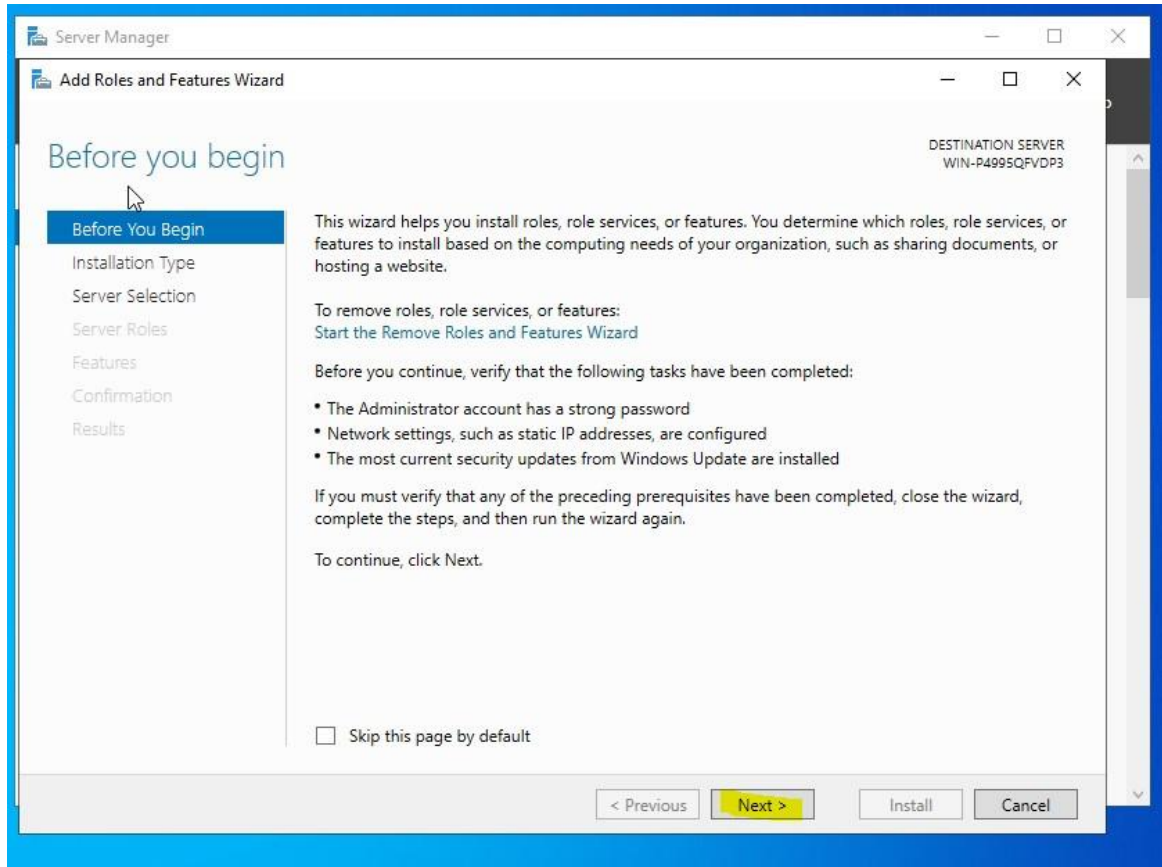 Server Manager
Add Roles and Features Wizard
Before you begin
DESTINATION SERVER
WIN-P4995QFVDP3
Before You Begin
Installation Type
Server Selection
Server Roles
Features
Confirmation
Results
This wizard helps you install roles, role services, or features. You determine which roles, role services, or
features to install based on the computing needs of your organization, such as sharing documents, or
hosting a website.
To remove roles, role services, or features:
Start the Remove Roles and Features Wizard
Before you continue, verify that the following tasks have been completed:
• The Administrator account has a strong password
• Network settings, such as static IP addresses, are configured
• The most current security updates from Windows Update are installed
If you must verify that any of the preceding prerequisites have been completed, close the wizard,
complete the steps, and then run the wizard again.
To continue, click Next.
Skip this page by default
< Previous
Next >
Install
Cancel